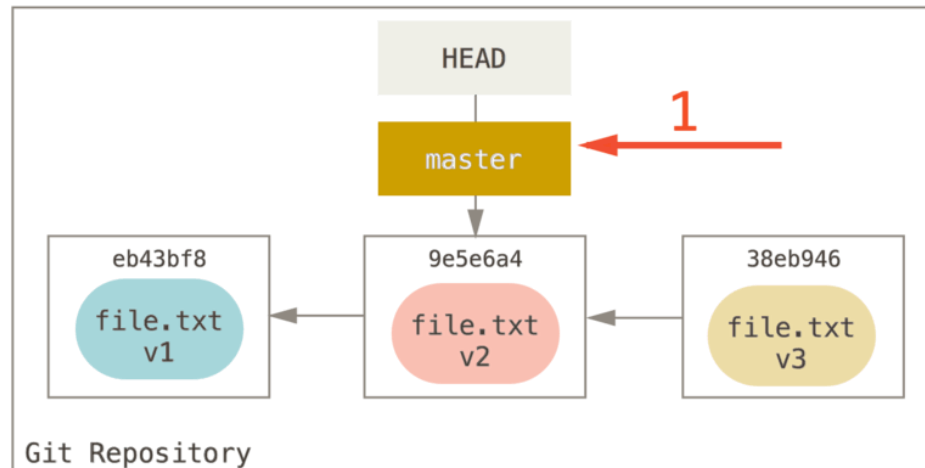 HEAD
1
master
eb43bf8
9e5e6a4
38eb946
file.txt
v1
file.txt
v2
file.txt
v3
Git Repository